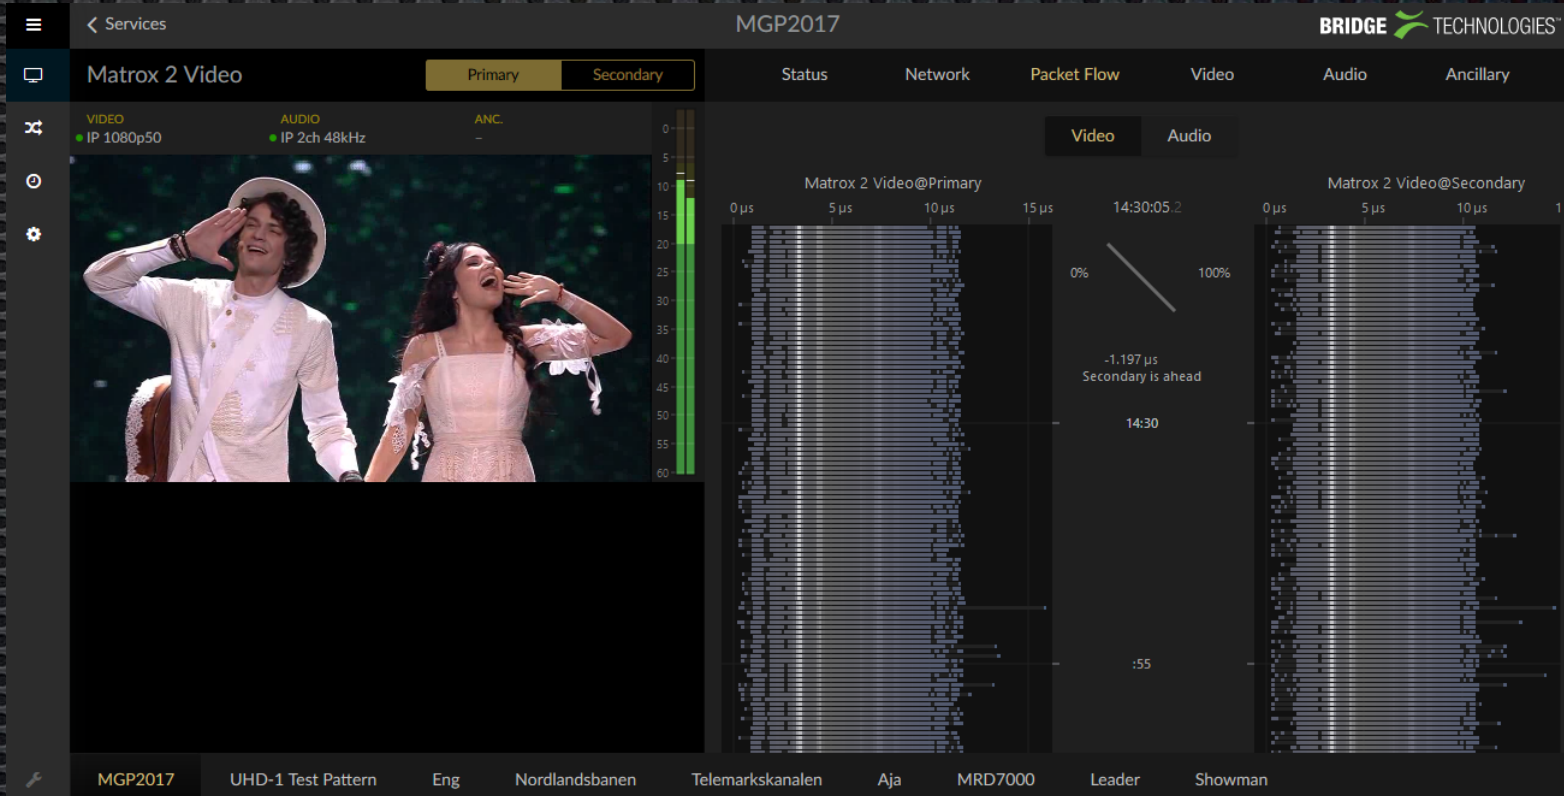 Services
MGP2017
BRIDGE TECHNOLOGIES™
Matrox 2 Video
Primary
Secondary
Status
Network
Packet Flow
Video
Audio
Ancillary
VIDEO
IP 1080p50
AUDIO
IP 2ch 48kHz
ANC.
–
0
5
10
15
20
25
30
35
40
45
50
55
60
Video
Audio
Matrox 2 Video@Primary
0 µs
5 µs
10 µs
15 µs
14:30:05.2
0%
100%
-1.197 µs
Secondary is ahead
14:30
:55
Matrox 2 Video@Secondary
0 µs
5 µs
10 µs
1
MGP2017
UHD-1 Test Pattern
Eng
Nordlandsbanen
Telemarkskanalen
Aja
MRD7000
Leader
Showman